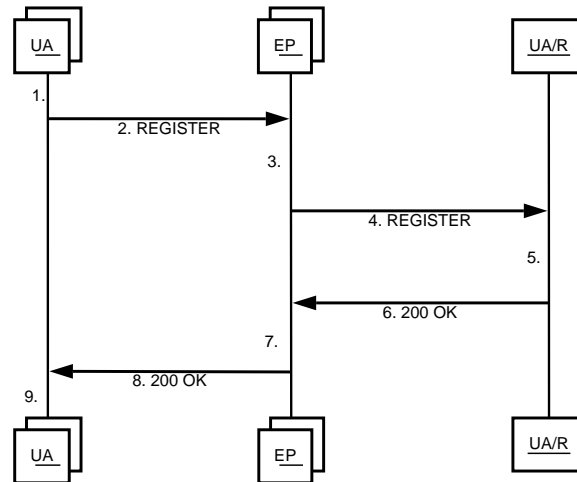 UA EP UA/R
1.
2. REGISTER
3.
4. REGISTER
5.
6. 200 OK
7.
8. 200 OK
9.
UA EP UA/R